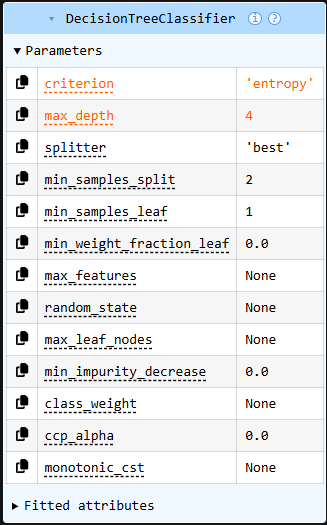 DecisionTreeClassifier i ?
Parameters
criterion 'entropy'
max_depth 4
splitter 'best'
min_samples_split 2
min_samples_leaf 1
min_weight_fraction_leaf 0.0
max_features None
random_state None
max_leaf_nodes None
min_impurity_decrease 0.0
class_weight None
ccp_alpha 0.0
monotonic_cst None
Fitted attributes